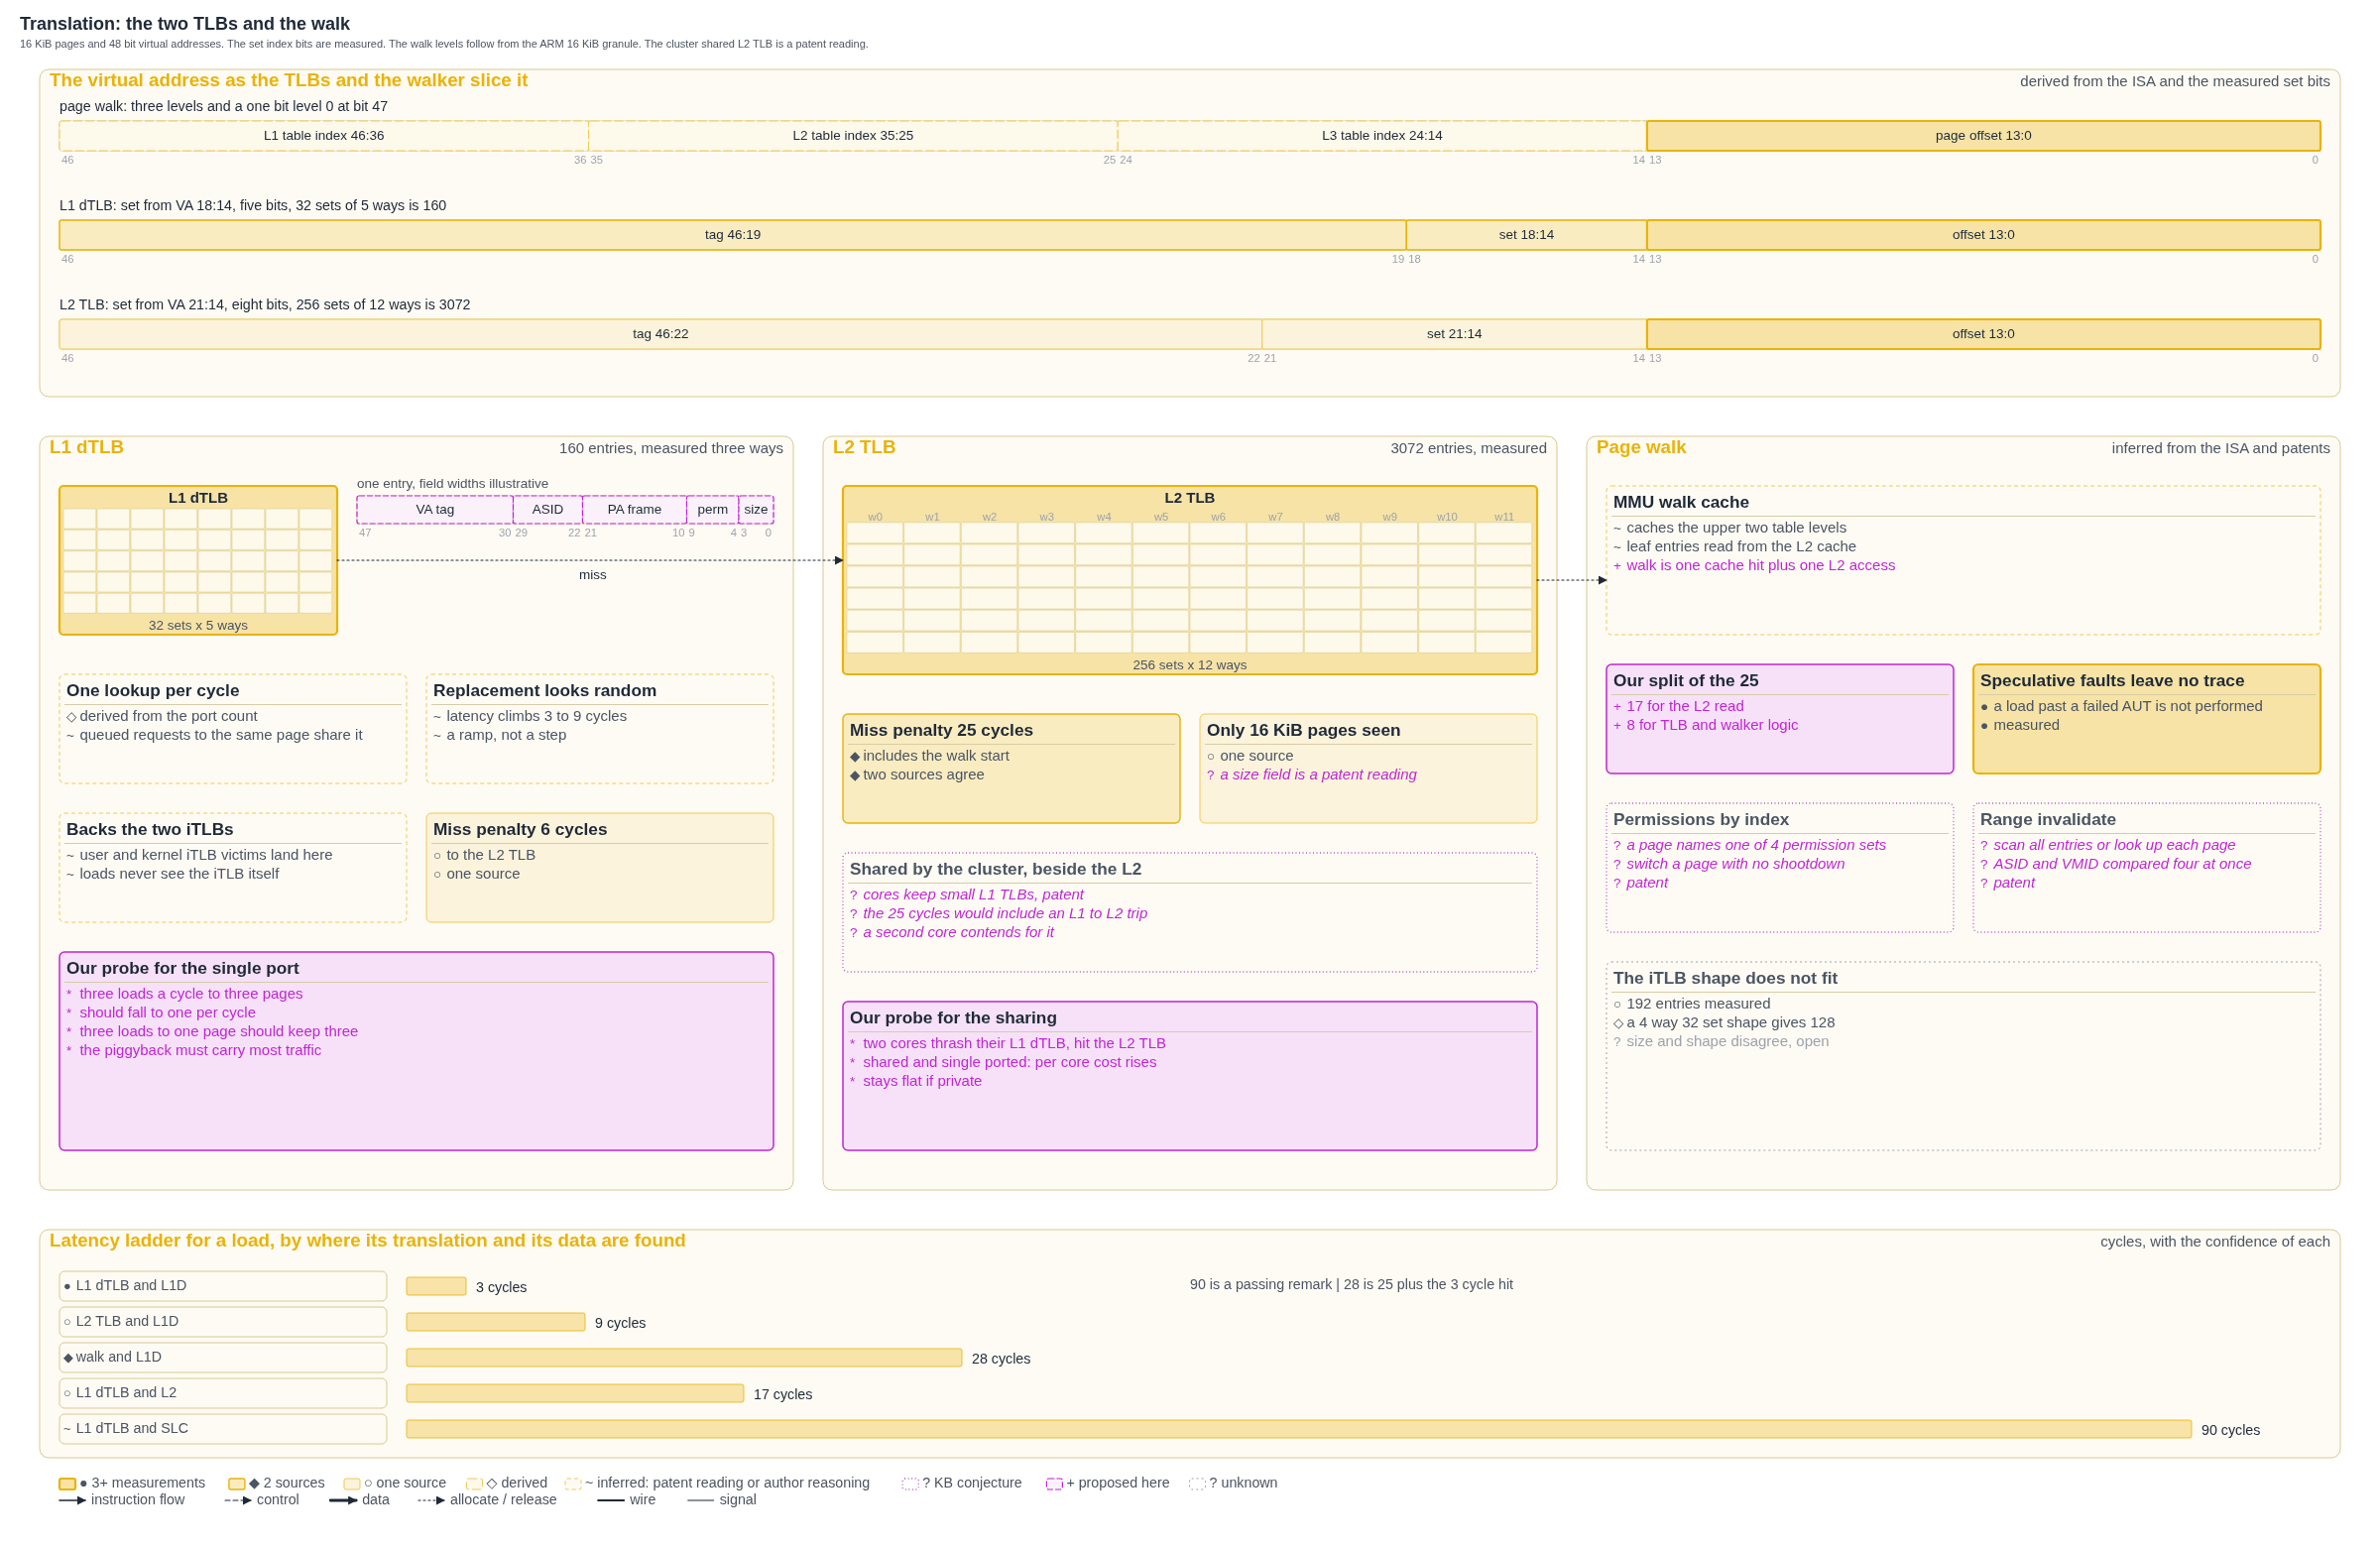 Translation: the two TLBs and the walk
16 KiB pages and 48 bit virtual addresses. The set index bits are measured. The walk levels follow from the ARM 16 KiB granule. The cluster shared L2 TLB is a patent reading.
The virtual address as the TLBs and the walker slice it
derived from the ISA and the measured set bits
page walk: three levels and a one bit level 0 at bit 47
L1 table index 46:36 L2 table index 35:25 L3 table index 24:14 page offset 13:0
46 36 35 25 24 14 13 0
L1 dTLB: set from VA 18:14, five bits, 32 sets of 5 ways is 160
tag 46:19 set 18:14 offset 13:0
46 19 18 14 13 0
L2 TLB: set from VA 21:14, eight bits, 256 sets of 12 ways is 3072
tag 46:22 set 21:14 offset 13:0
46 22 21 14 13 0
L1 dTLB
160 entries, measured three ways
L1 dTLB
32 sets x 5 ways
one entry, field widths illustrative
VA tag ASID PA frame perm size
47 30 29 22 21 10 9 4 3 0
miss
One lookup per cycle
◇ derived from the port count
~ queued requests to the same page share it
Replacement looks random
~ latency climbs 3 to 9 cycles
~ a ramp, not a step
Backs the two iTLBs
~ user and kernel iTLB victims land here
~ loads never see the iTLB itself
Miss penalty 6 cycles
○ to the L2 TLB
○ one source
Our probe for the single port
* three loads a cycle to three pages
* should fall to one per cycle
* three loads to one page should keep three
* the piggyback must carry most traffic
L2 TLB
3072 entries, measured
L2 TLB
w0 w1 w2 w3 w4 w5 w6 w7 w8 w9 w10 w11
256 sets x 12 ways
Miss penalty 25 cycles
◆ includes the walk start
◆ two sources agree
Only 16 KiB pages seen
○ one source
? a size field is a patent reading
Shared by the cluster, beside the L2
? cores keep small L1 TLBs, patent
? the 25 cycles would include an L1 to L2 trip
? a second core contends for it
Our probe for the sharing
* two cores thrash their L1 dTLB, hit the L2 TLB
* shared and single ported: per core cost rises
* stays flat if private
Page walk
inferred from the ISA and patents
MMU walk cache
~ caches the upper two table levels
~ leaf entries read from the L2 cache
+ walk is one cache hit plus one L2 access
Our split of the 25
+ 17 for the L2 read
+ 8 for TLB and walker logic
Speculative faults leave no trace
● a load past a failed AUT is not performed
● measured
Permissions by index
? a page names one of 4 permission sets
? switch a page with no shootdown
? patent
Range invalidate
? scan all entries or look up each page
? ASID and VMID compared four at once
? patent
The iTLB shape does not fit
○ 192 entries measured
◇ a 4 way 32 set shape gives 128
? size and shape disagree, open
Latency ladder for a load, by where its translation and its data are found
cycles, with the confidence of each
● L1 dTLB and L1D 3 cycles
90 is a passing remark | 28 is 25 plus the 3 cycle hit
○ L2 TLB and L1D 9 cycles
◆ walk and L1D 28 cycles
○ L1 dTLB and L2 17 cycles
~ L1 dTLB and SLC 90 cycles
● 3+ measurements ◆ 2 sources ○ one source ◇ derived ~ inferred: patent reading or author reasoning ? KB conjecture + proposed here ? unknown
instruction flow control data allocate / release wire signal